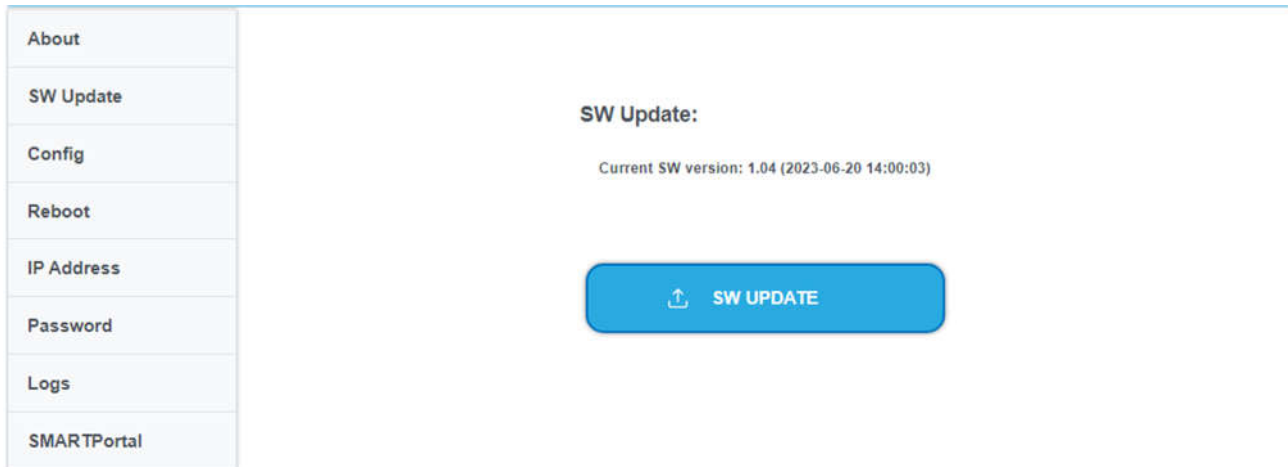 About
SW Update
Config
Reboot
IP Address
Password
Logs
SMARTPortal
SW Update:
Current SW version: 1.04 (2023-06-20 14:00:03)
SW UPDATE